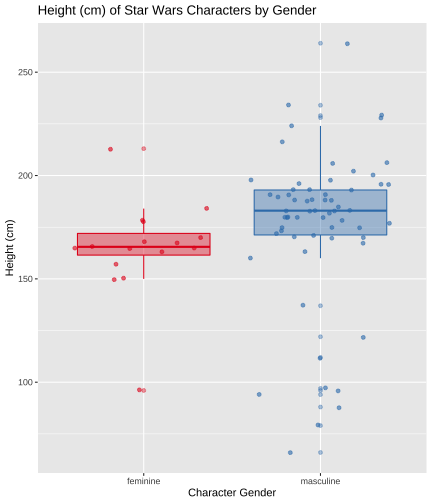 Height (cm) of Star Wars Characters by Gender
Height (cm)
250
200
150
100
feminine
masculine
Character Gender